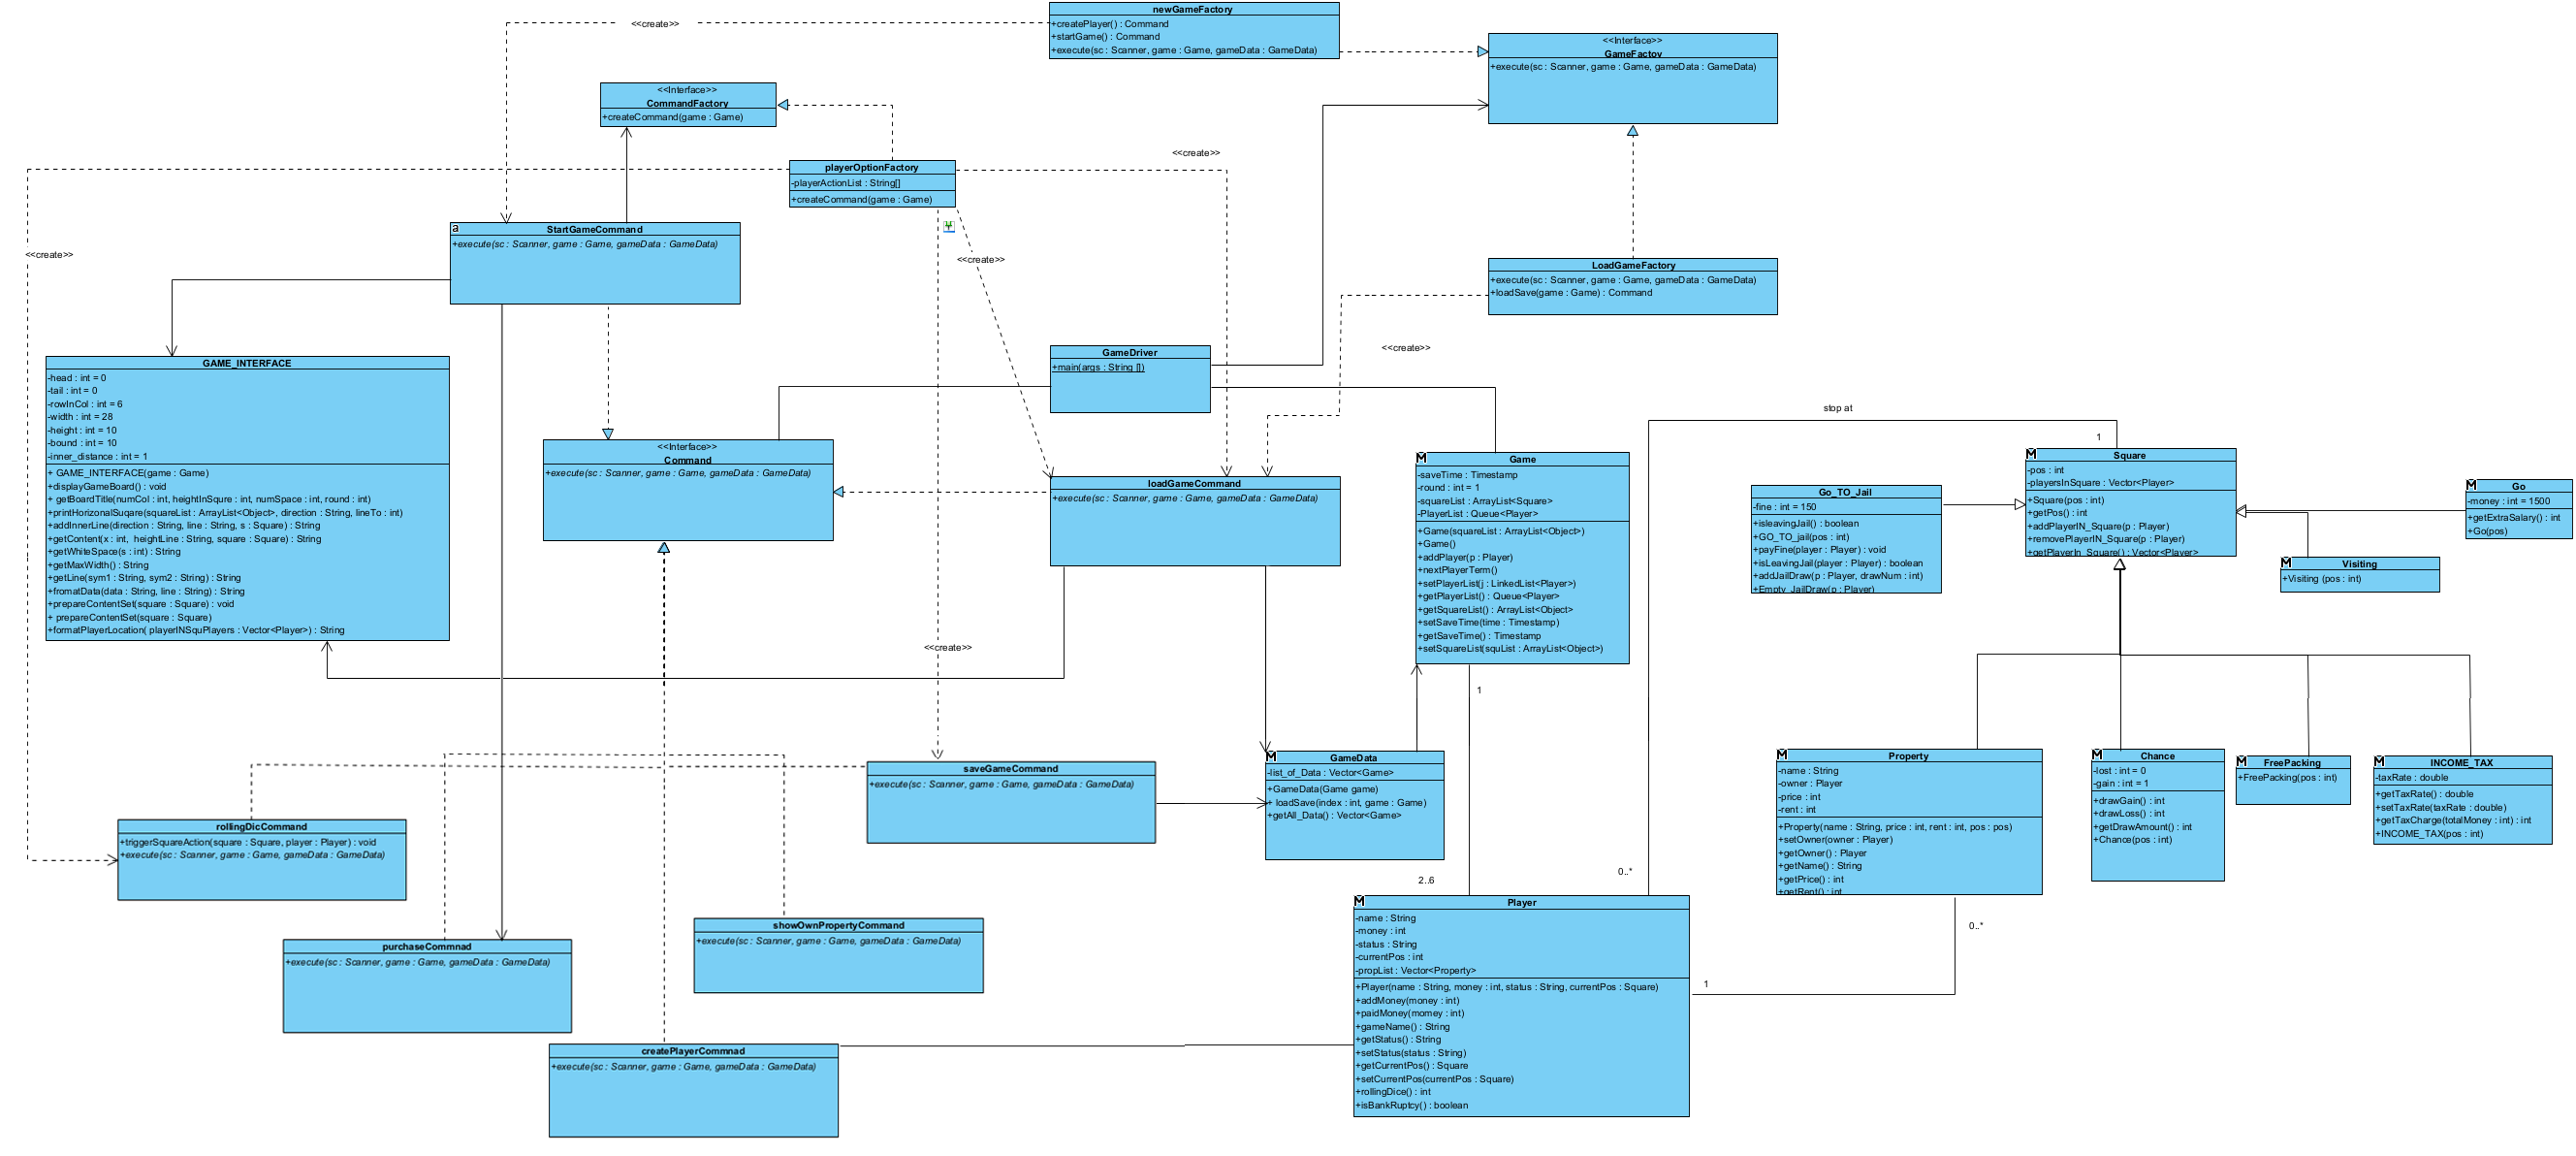 newGameFactory
+createPlayer() : Command
+startGame() : Command
+execute(sc : Scanner, game : Game, gameData : GameData)
<<create>>
<<Interface>>
GameFactoy
+execute(sc : Scanner, game : Game, gameData : GameData)
<<Interface>>
CommandFactory
+createCommand(game : Game)
<<create>>
playerOptionFactory
-playerActionList : String[]
+createCommand(game : Game)
a
StartGameCommand
+execute(sc : Scanner, game : Game, gameData : GameData)
<<create>>
<<create>>
LoadGameFactory
+execute(sc : Scanner, game : Game, gameData : GameData)
+loadSave(game : Game) : Command
<<create>>
GameDriver
+main(args : String [])
GAME_INTERFACE
-head : int = 0
-tail : int = 0
-rowInCol : int = 6
-width : int = 28
-height : int = 10
-bound : int = 10
-inner_distance : int = 1
+ GAME_INTERFACE(game : Game)
+displayGameBoard() : void
+ getBoardTitle(numCol : int, heightInSqure : int, numSpace : int, round : int)
+printHorizonalSuqare(squareList : ArrayList<Object>, direction : String, lineTo : int)
+addInnerLine(direction : String, line : String, s : Square) : String
+getContent(x : int, heightLine : String, square : Square) : String
+getWhiteSpace(s : int) : String
+getMaxWidth() : String
+getLine(sym1 : String, sym2 : String) : String
+fromatData(data : String, line : String) : String
+prepareContentSet(square : Square) : void
+ prepareContentSet(square : Square)
+formatPlayerLocation( playerINSquPlayers : Vector<Player>) : String
<<Interface>>
Command
+execute(sc : Scanner, game : Game, gameData : GameData)
loadGameCommand
+execute(sc : Scanner, game : Game, gameData : GameData)
Game
-saveTime : Timestamp
-round : int = 1
-squareList : ArrayList<Square>
-PlayerList : Queue<Player>
+Game(squareList : ArrayList<Object>)
+Game()
+addPlayer(p : Player)
+nextPlayerTerm()
+setPlayerList(j : LinkedList<Player>)
+getPlayerList() : Queue<Player>
+getSquareList() : ArrayList<Object>
+setSaveTime(time : Timestamp)
+getSaveTime() : Timestamp
+setSquareList(squList : ArrayList<Object>)
stop at
1
Square
-pos : int
-playersInSquare : Vector<Player>
+Square(pos : int)
+getPos() : int
+addPlayerIN_Square(p : Player)
+removePlayerIN_Square(p : Player)
+getPlayerIn_Square() : Vector<Player>
Go_TO_Jail
-fine : int = 150
+isleavingJail() : boolean
+GO_TO_jail(pos : int)
+payFine(player : Player) : void
+isLeavingJail(player : Player) : boolean
+addJailDraw(p : Player, drawNum : int)
+Empty_JailDraw(p : Player)
Go
-money : int = 1500
+getExtraSalary() : int
+Go(pos)
Visiting
+Visiting (pos : int)
<<create>>
1
saveGameCommand
+execute(sc : Scanner, game : Game, gameData : GameData)
GameData
-list_of_Data : Vector<Game>
+GameData(Game game)
+ loadSave(index : int, game : Game)
+getAll_Data() : Vector<Game>
Property
-name : String
-owner : Player
-price : int
-rent : int
+Property(name : String, price : int, rent : int, pos : pos)
+setOwner(owner : Player)
+getOwner() : Player
+getName() : String
+getPrice() : int
+getRent() : int
Chance
-lost : int = 0
-gain : int = 1
+drawGain() : int
+drawLoss() : int
+getDrawAmount() : int
+Chance(pos : int)
FreePacking
+FreePacking(pos : int)
INCOME_TAX
-taxRate : double
+getTaxRate() : double
+setTaxRate(taxRate : double)
+getTaxCharge(totalMoney : int) : int
+INCOME_TAX(pos : int)
rollingDicCommand
+triggerSquareAction(square : Square, player : Player) : void
+execute(sc : Scanner, game : Game, gameData : GameData)
2..6
0..*
purchaseCommnad
+execute(sc : Scanner, game : Game, gameData : GameData)
showOwnPropertyCommand
+execute(sc : Scanner, game : Game, gameData : GameData)
Player
-name : String
-money : int
-status : String
-currentPos : int
-propList : Vector<Property>
+Player(name : String, money : int, status : String, currentPos : Square)
+addMoney(money : int)
+paidMoney(momey : int)
+gameName() : String
+getStatus() : String
+setStatus(status : String)
+getCurrentPos() : Square
+setCurrentPos(currentPos : Square)
+rollingDice() : int
+isBankRuptcy() : boolean
0..*
1
createPlayerCommnad
+execute(sc : Scanner, game : Game, gameData : GameData)